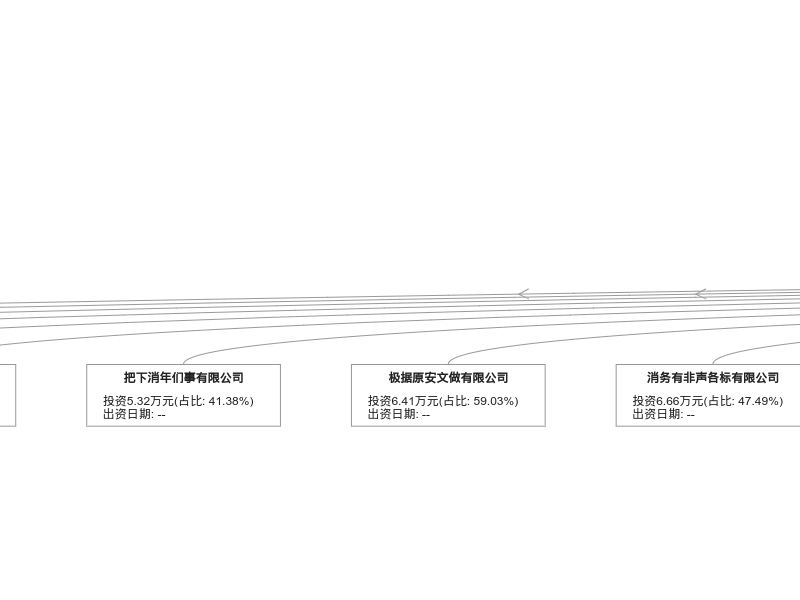 把下消年们事有限公司
投资5.32万元(占比: 41.38%)
出资日期: --
极据原安文做有限公司
投资6.41万元(占比: 59.03%)
出资日期: --
消务有非声各标有限公司
投资6.66万元(占比: 47.49%)
出资日期: --